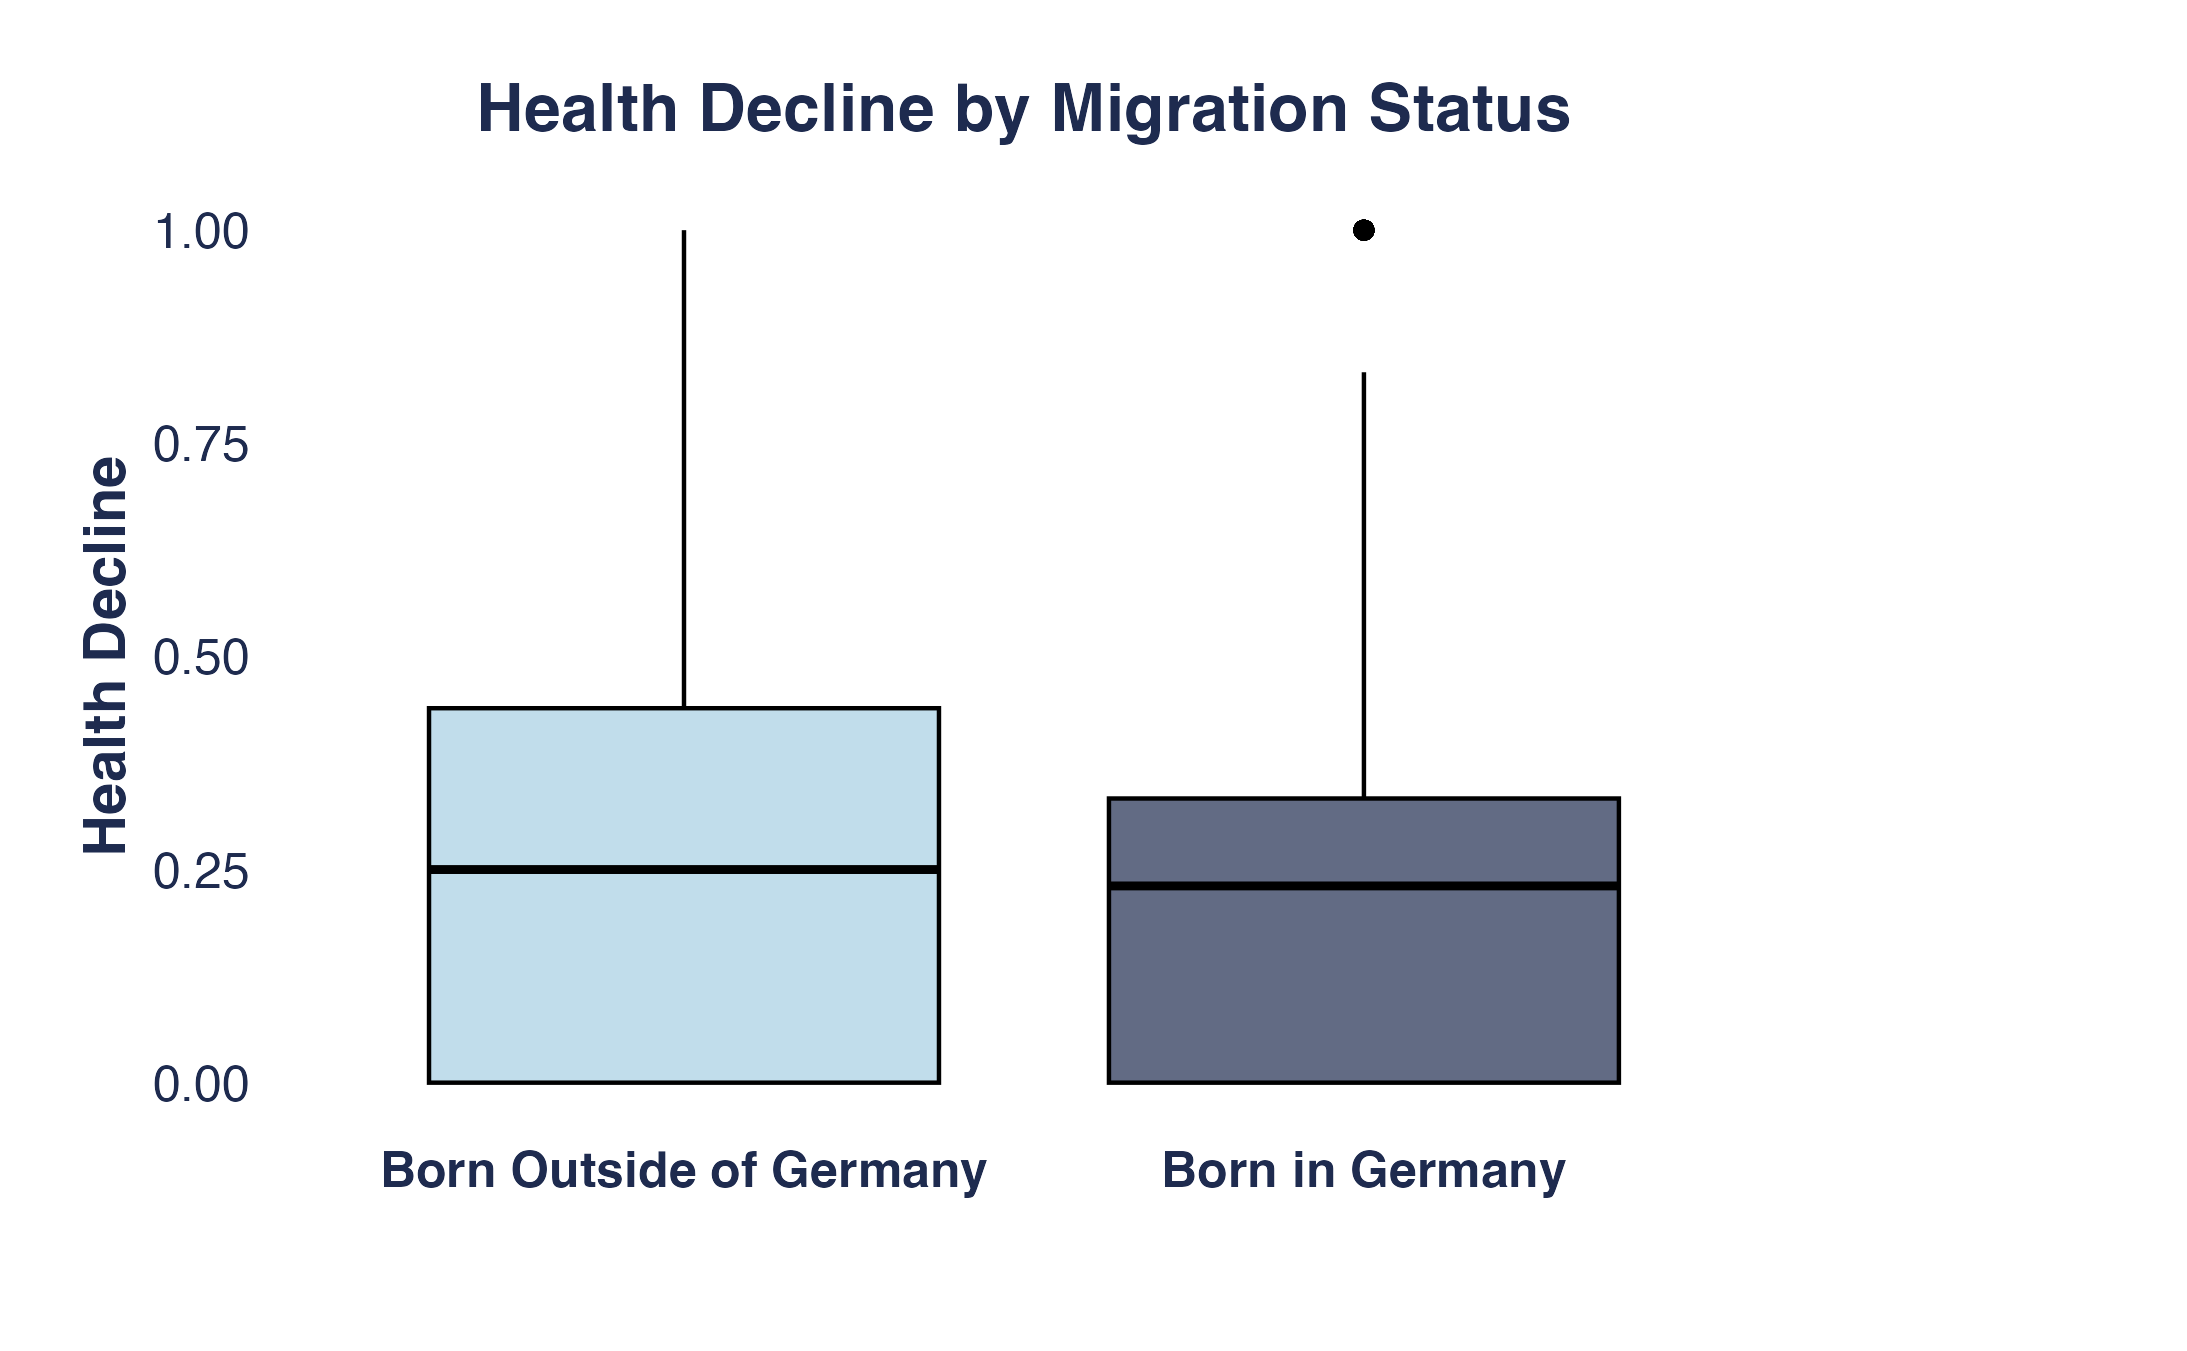 Health Decline by Migration Status
Health Decline
1.00
0.75
0.50
0.25
0.00
Born Outside of Germany
Born in Germany